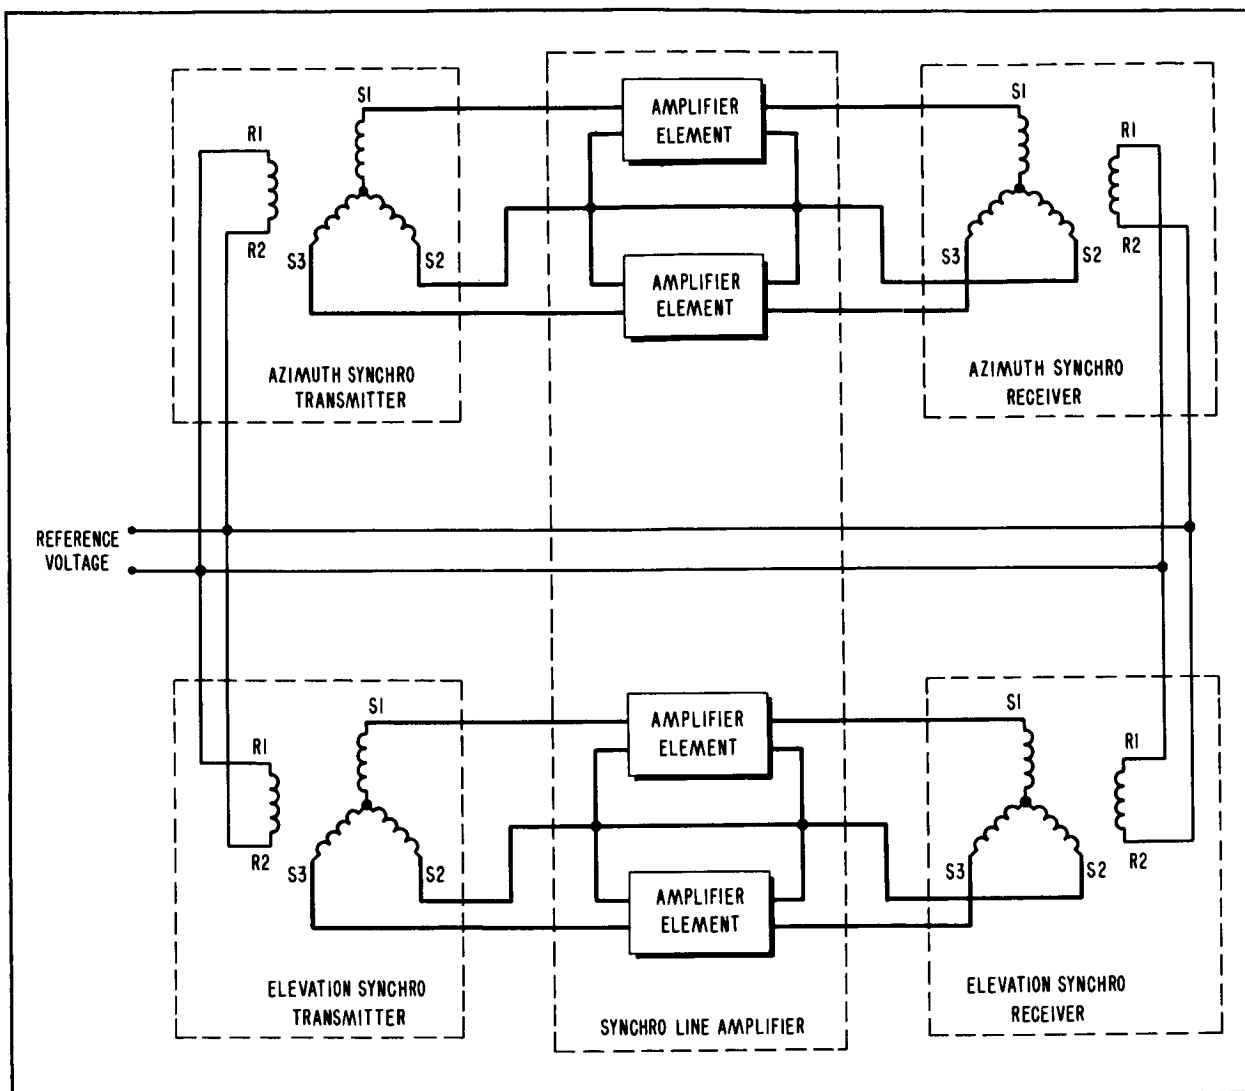 S1
AMPLIFIER
ELEMENT
S1
R1
R1
R2
S3
S2
AMPLIFIER
ELEMENT
S3
S2
R2
AZIMUTH SYNCHRO
TRANSMITTER
AZIMUTH SYNCHRO
RECEIVER
REFERENCE
VOLTAGE
S1
AMPLIFIER
ELEMENT
S1
R1
R1
R2
S3
S2
AMPLIFIER
ELEMENT
S3
S2
R2
ELEVATION SYNCHRO
TRANSMITTER
SYNCHRO LINE AMPLIFIER
ELEVATION SYNCHRO
RECEIVER